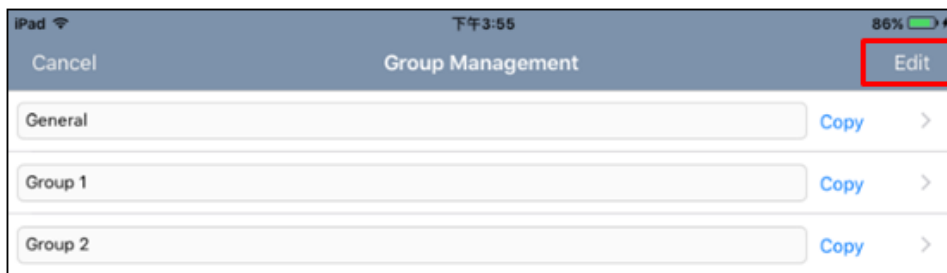 iPad 下午3:55 86%
Cancel Group Management Edit
General Copy
Group 1 Copy
Group 2 Copy